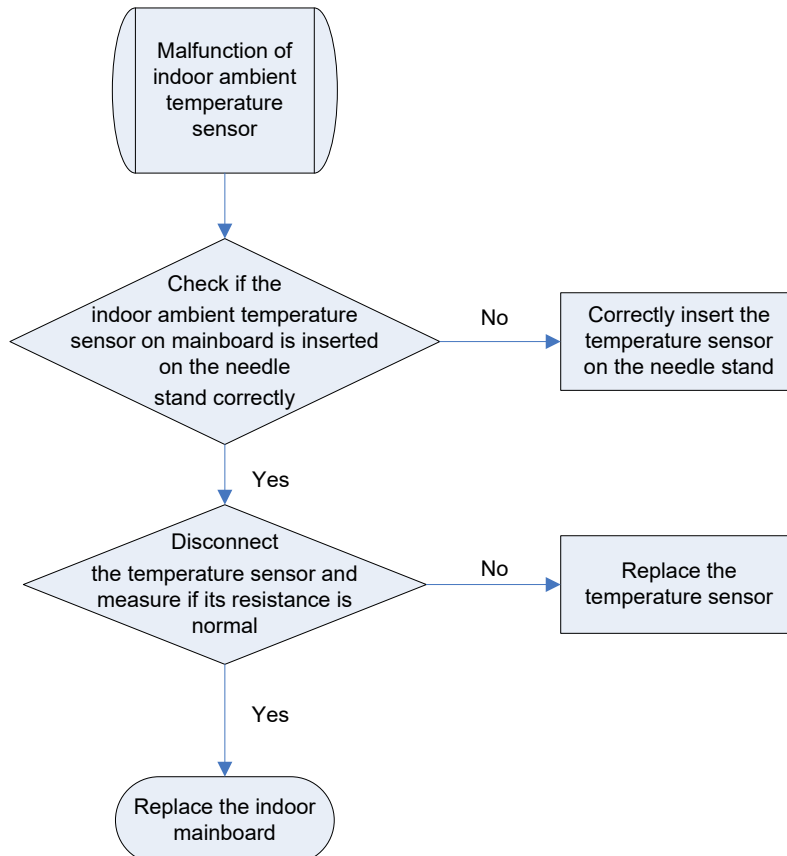 Malfunction of
indoor ambient
temperature
sensor
Check if the
indoor ambient temperature
sensor on mainboard is inserted
on the needle
stand correctly
No
Correctly insert the
temperature sensor
on the needle stand
Yes
Disconnect
the temperature sensor and
measure if its resistance is
normal
No
Replace the
temperature sensor
Yes
Replace the indoor
mainboard